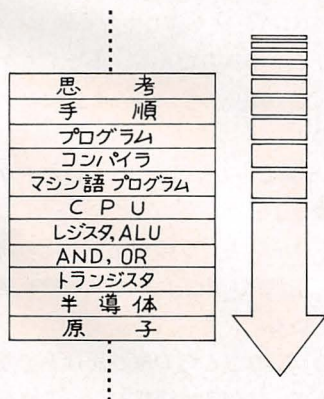 思考
手順
プログラム
コンパイラ
マシン語プログラム
CPU
レジスタ,ALU
AND,OR
トランジスタ
半導体
原子